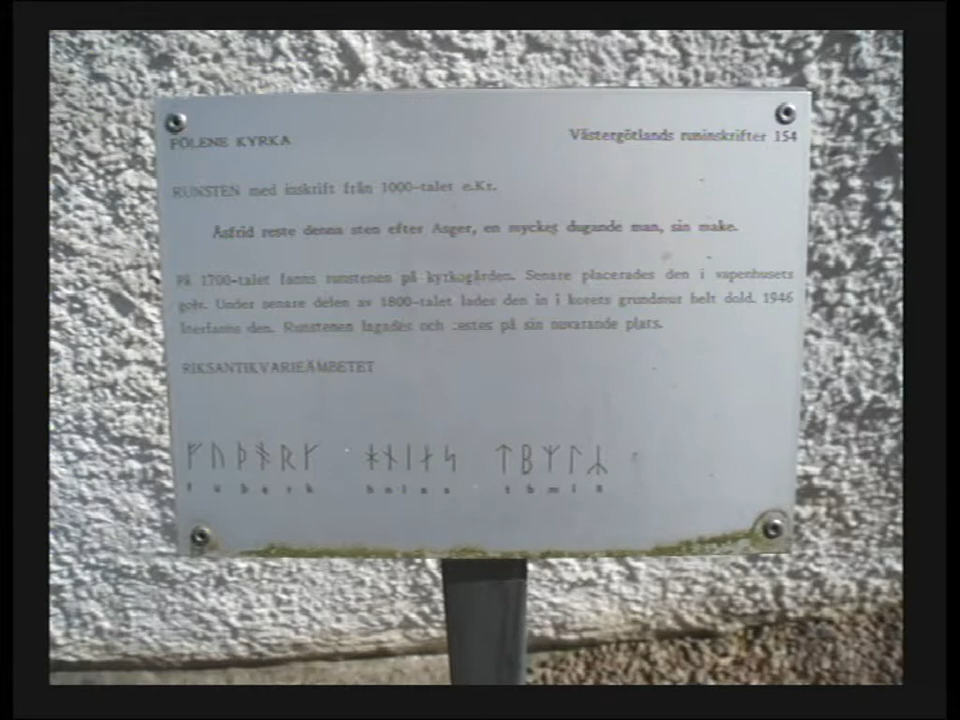 FÖLENE KYRKA
Västergötlands runinskrifter 154
RUNSTEN med inskrift från 1000-talet e.Kr.
Åsfrid reste denna sten efter Asger, en mycket dugande man, sin make.
På 1700-talet fanns runstenen på kyrkogården. Senare placerades den i vapenhusets
golv. Under senare delen av 1800-talet lades den in i korets grundmur helt dold. 1946
återfanns den. Runstenen lagades och restes på sin nuvarande plats.
RIKSANTIKVARIEÄMBETET
ᚠ ᚢ ᚦ ᚬ ᚱ ᚴ ᚼ ᚾ ᛁ ᛅ ᛋ ᛏ ᛒ ᛘ ᛚ ᛦ